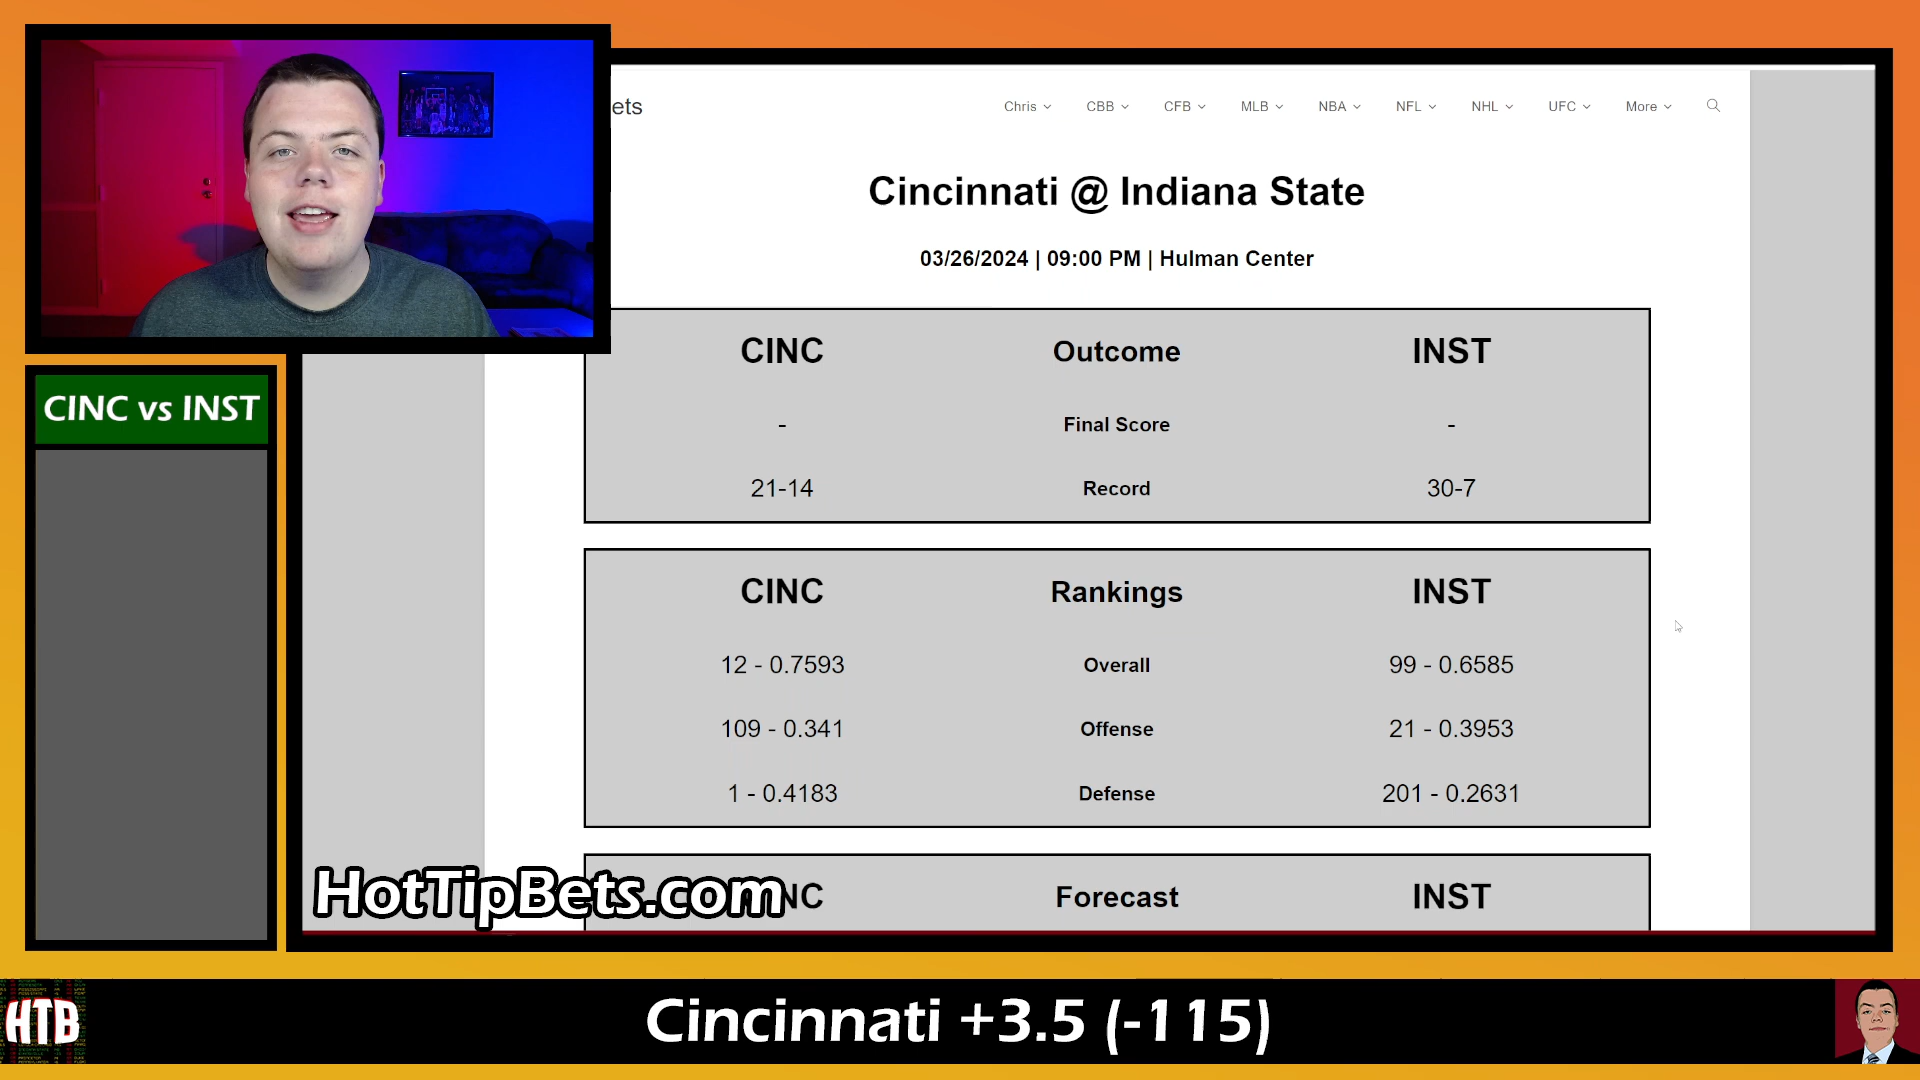 ets
Chris CBB CFB MLB NBA NFL NHL UFC More
Cincinnati @ Indiana State
03/26/2024 | 09:00 PM | Hulman Center
CINC Outcome INST
- Final Score -
21-14 Record 30-7
CINC vs INST
CINC Rankings INST
12 - 0.7593 Overall 99 - 0.6585
109 - 0.341 Offense 21 - 0.3953
1 - 0.4183 Defense 201 - 0.2631
HotTipBets.com
NC Forecast INST
HTB
Cincinnati +3.5 (-115)